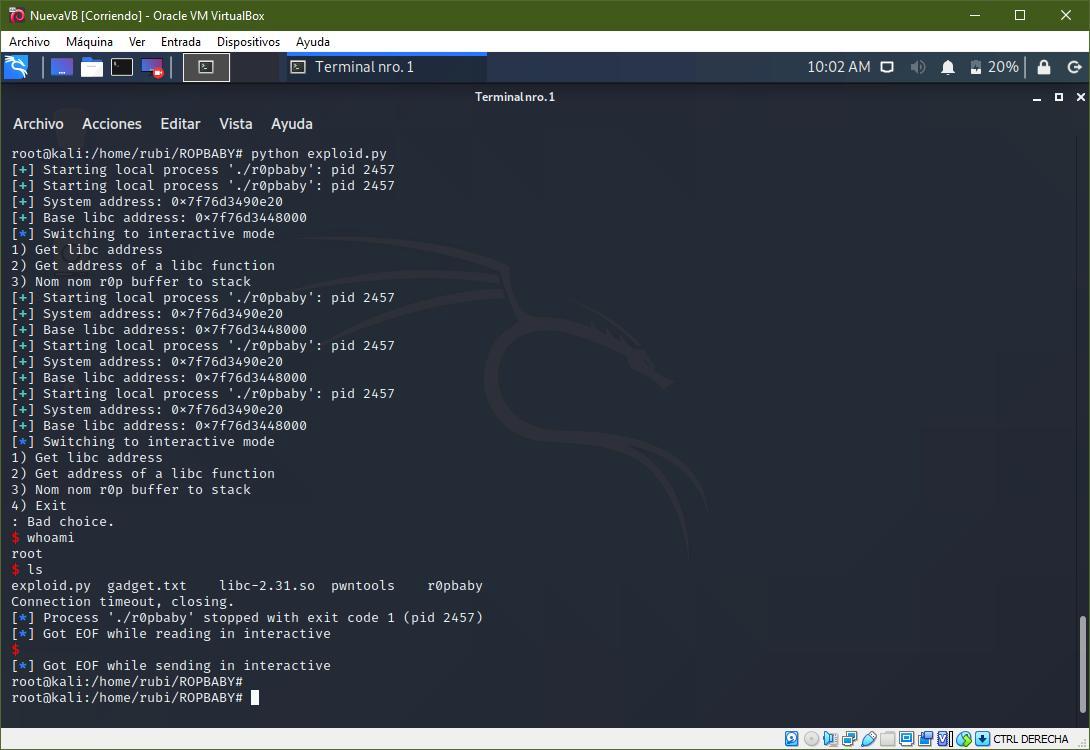 NuevaVB [Corriendo] - Oracle VM VirtualBox
Archivo Máquina Ver Entrada Dispositivos Ayuda
Terminal nro. 1
10:02 AM 20%
Terminal nro. 1
Archivo Acciones Editar Vista Ayuda
root@kali:/home/rubi/ROPBABY# python exploid.py
[+] Starting local process './r0pbaby': pid 2457
[+] Starting local process './r0pbaby': pid 2457
[+] System address: 0×7f76d3490e20
[+] Base libc address: 0×7f76d3448000
[*] Switching to interactive mode
1) Get libc address
2) Get address of a libc function
3) Nom nom r0p buffer to stack
[+] Starting local process './r0pbaby': pid 2457
[+] System address: 0×7f76d3490e20
[+] Base libc address: 0×7f76d3448000
[+] Starting local process './r0pbaby': pid 2457
[+] System address: 0×7f76d3490e20
[+] Base libc address: 0×7f76d3448000
[+] Starting local process './r0pbaby': pid 2457
[+] System address: 0×7f76d3490e20
[+] Base libc address: 0×7f76d3448000
[*] Switching to interactive mode
1) Get libc address
2) Get address of a libc function
3) Nom nom r0p buffer to stack
4) Exit
: Bad choice.
$ whoami
root
$ ls
exploid.py gadget.txt libc-2.31.so pwntools r0pbaby
Connection timeout, closing.
[*] Process './r0pbaby' stopped with exit code 1 (pid 2457)
[*] Got EOF while reading in interactive
$
[*] Got EOF while sending in interactive
root@kali:/home/rubi/ROPBABY#
root@kali:/home/rubi/ROPBABY#
CTRL DERECHA